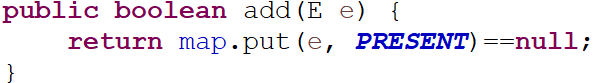 public boolean add(E e) {
    return map.put(e, PRESENT)==null;
}